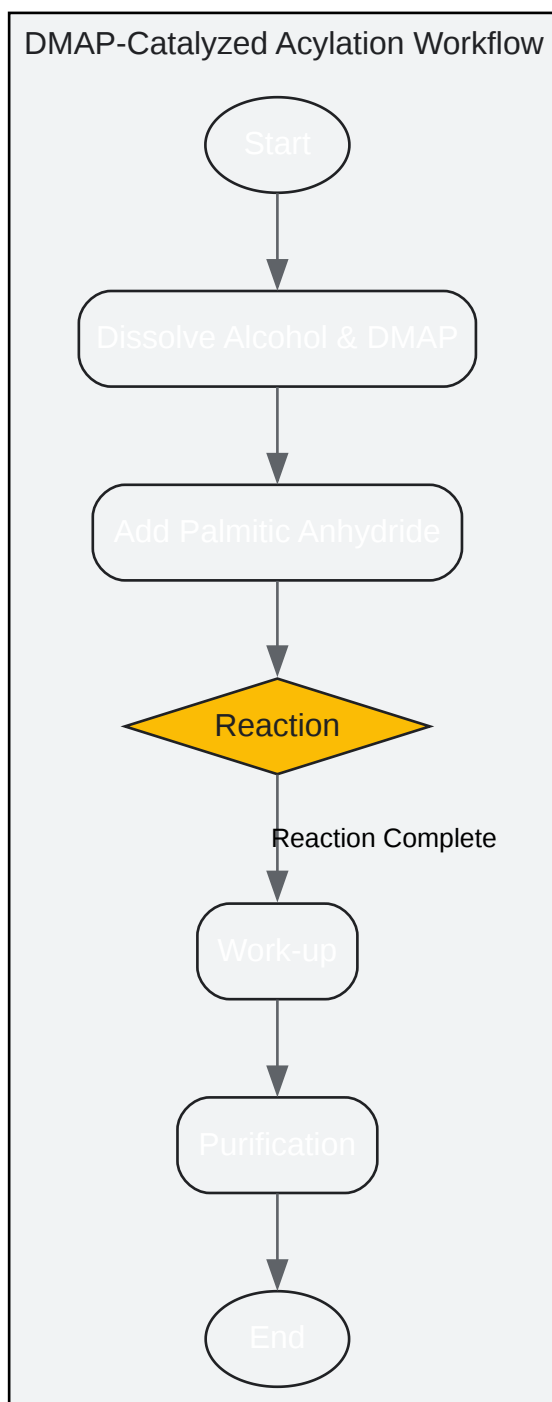 DMAP-Catalyzed Acylation Workflow
Start
Dissolve Alcohol & DMAP
Add Palmitic Anhydride
Reaction
Reaction Complete
Work-up
Purification
End